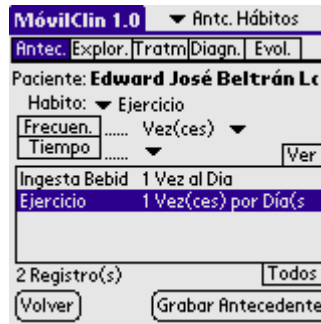 MóvilClin 1.0 Antc. Hábitos
Antec. Explor. Tratm Diagn. Evol.
Paciente: Edward José Beltrán Lc
Habito: Ejercicio
Frecuen. ...... Vez(ces)
Tiempo ......
Ver
Ingesta Bebid 1 Vez al Dia
Ejercicio 1 Vez(ces) por Día(s
2 Registro(s) Todos
Volver Grabar Antecedente